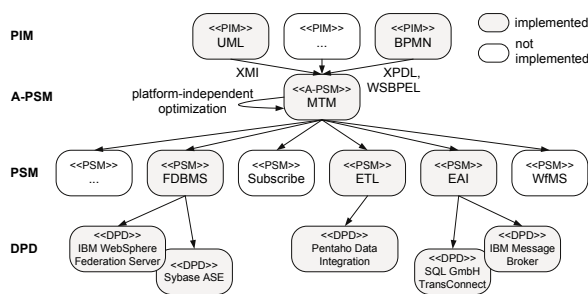 PIM
<<PIM>>
UML
<<PIM>>
...
<<PIM>>
BPMN
implemented
not
implemented
XMI
XPDL,
WSBPEL
A-PSM
platform-independent
optimization
<<A-PSM>>
MTM
PSM
<<PSM>>
...
<<PSM>>
FDBMS
<<PSM>>
Subscribe
<<PSM>>
ETL
<<PSM>>
EAI
<<PSM>>
WfMS
DPD
<<DPD>>
IBM WebSphere
Federation Server
<<DPD>>
Sybase ASE
<<DPD>>
Pentaho Data
Integration
<<DPD>>
SQL GmbH
TransConnect
<<DPD>>
IBM Message
Broker